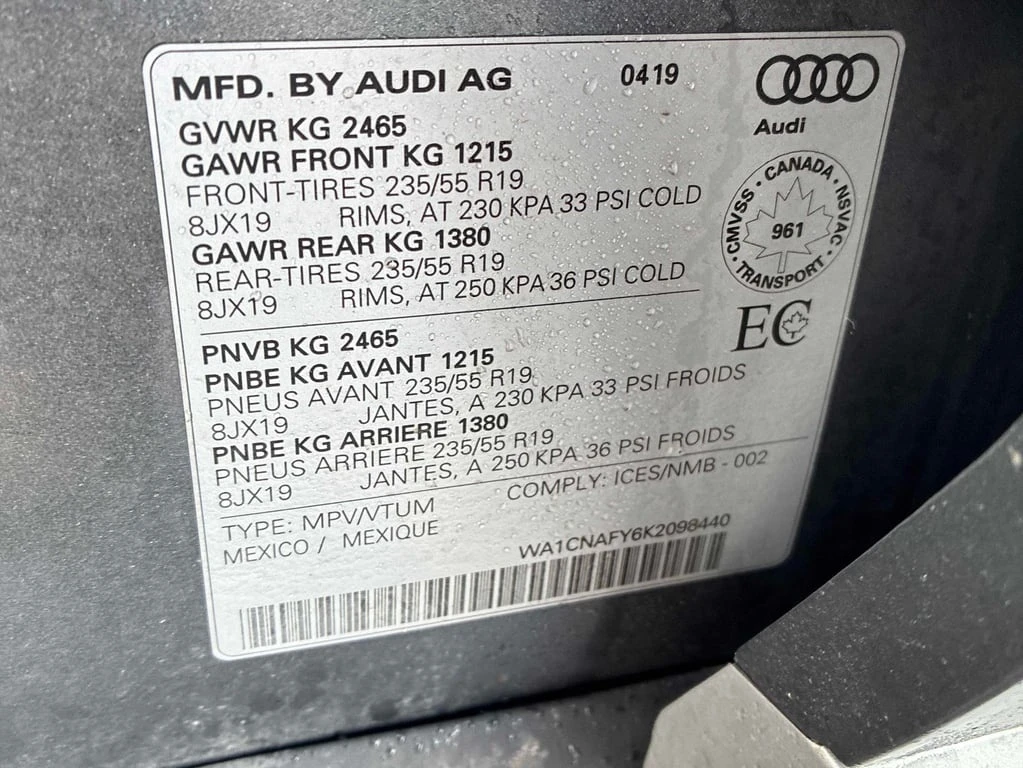 MFD. BY AUDI AG 0419
Audi
GVWR KG 2465
GAWR FRONT KG 1215
FRONT-TIRES 235/55 R19
8JX19 RIMS, AT 230 KPA 33 PSI COLD
GAWR REAR KG 1380
REAR-TIRES 235/55 R19
8JX19 RIMS, AT 250 KPA 36 PSI COLD
CANADA · NSVAC · TRANSPORT · CMVSS ·
961
EC
PNVB KG 2465
PNBE KG AVANT 1215
PNEUS AVANT 235/55 R19
8JX19 JANTES, A 230 KPA 33 PSI FROIDS
PNBE KG ARRIERE 1380
PNEUS ARRIERE 235/55 R19
8JX19 JANTES, A 250 KPA 36 PSI FROIDS
TYPE: MPV/VTUM COMPLY: ICES/NMB - 002
MEXICO / MEXIQUE
WA1CNAFY6K2098440